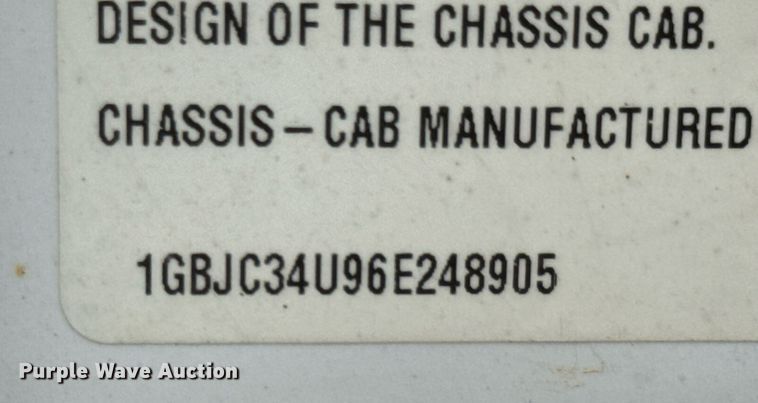 DESIGN OF THE CHASSIS CAB.
CHASSIS – CAB MANUFACTURED
1GBJC34U96E248905
Purple Wave Auction